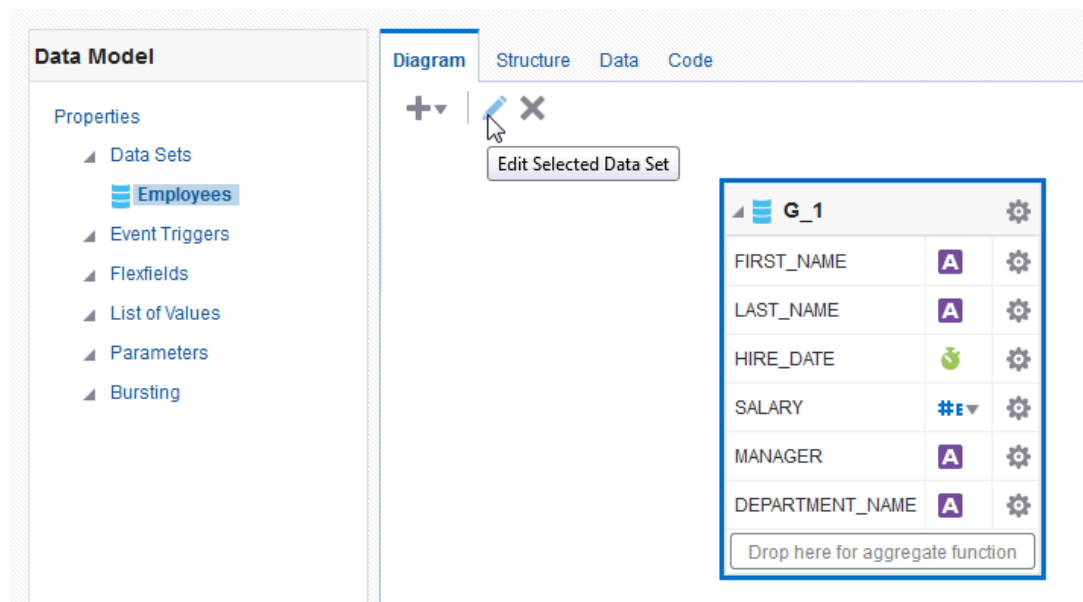 Data Model
Properties
Data Sets
Employees
Event Triggers
Flexfields
List of Values
Parameters
Bursting
Diagram Structure Data Code
Edit Selected Data Set
G_1
FIRST_NAME A
LAST_NAME A
HIRE_DATE
SALARY #E
MANAGER A
DEPARTMENT_NAME A
Drop here for aggregate function